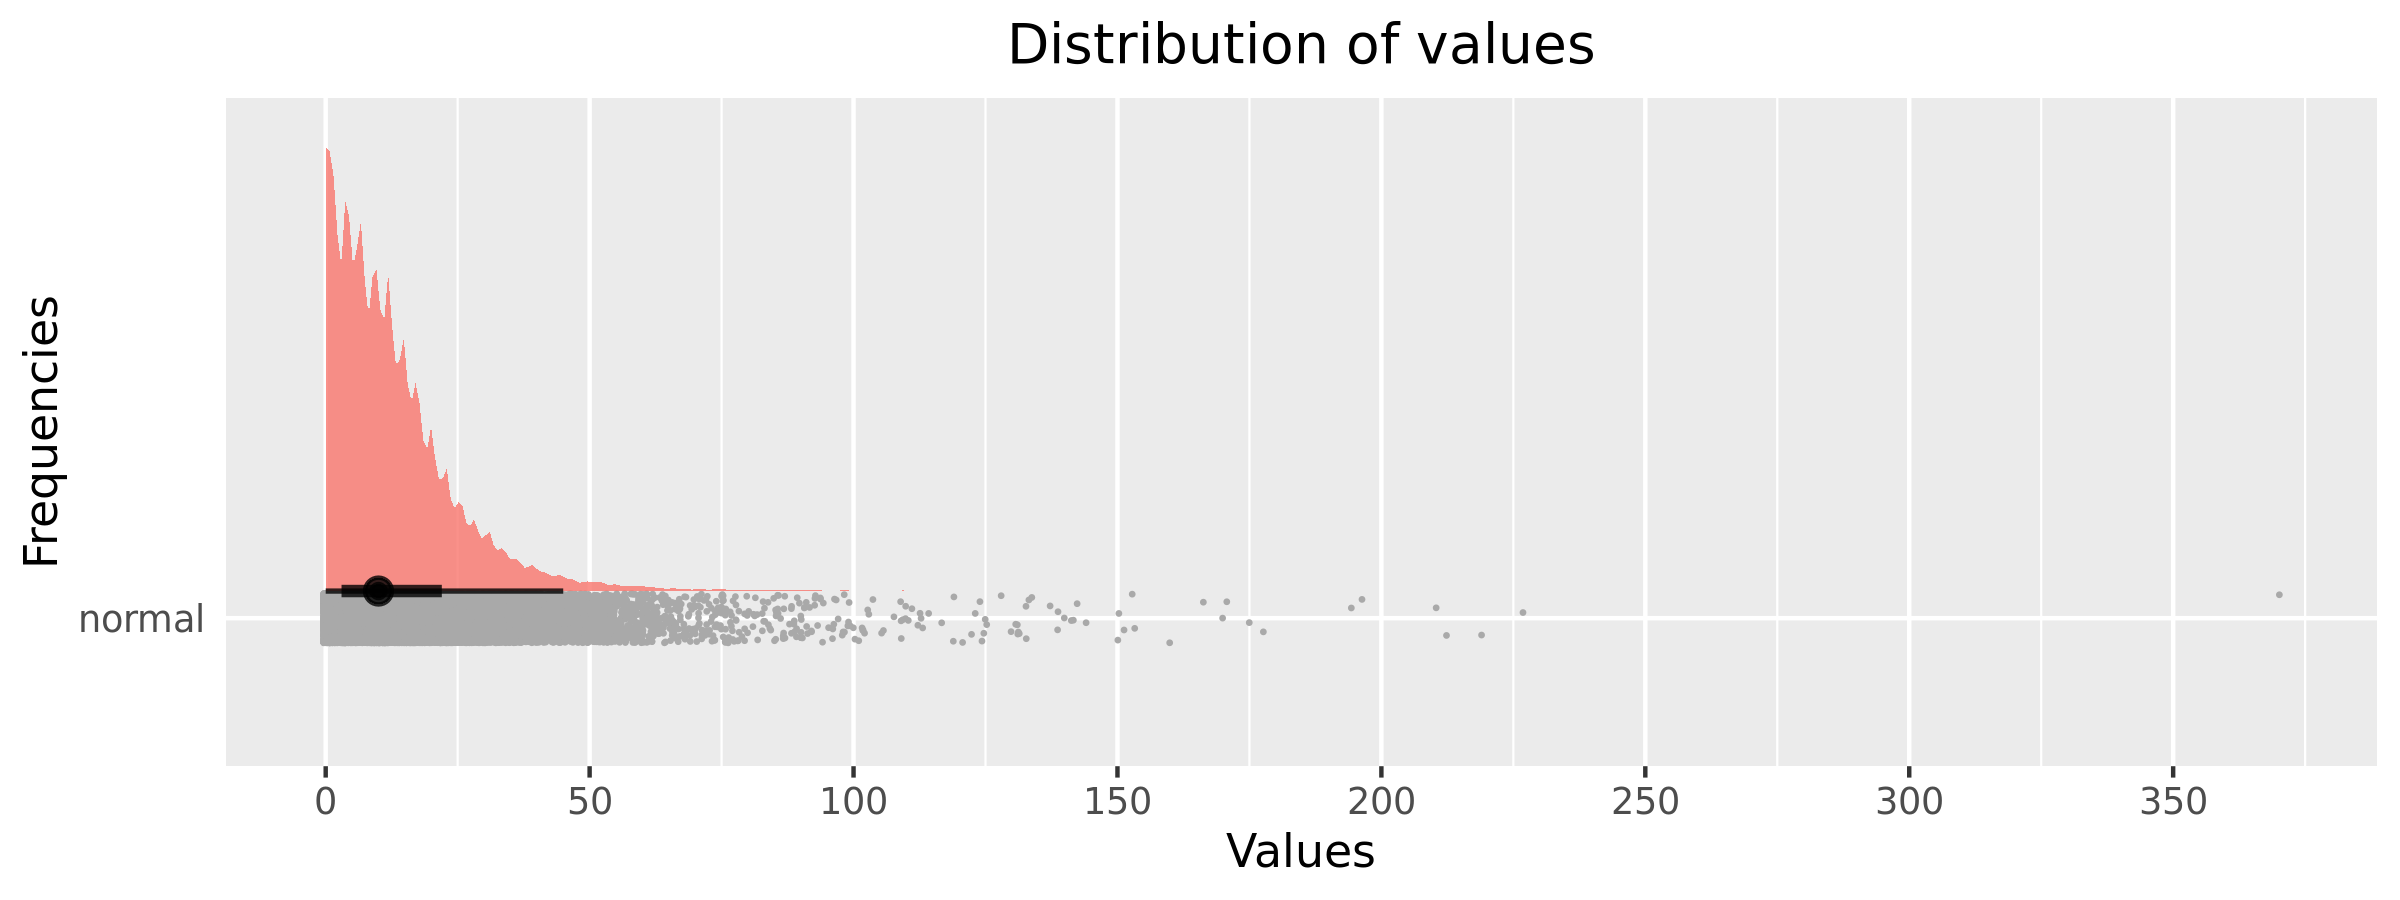 Distribution of values
Frequencies
normal
0 50 100 150 200 250 300 350
Values